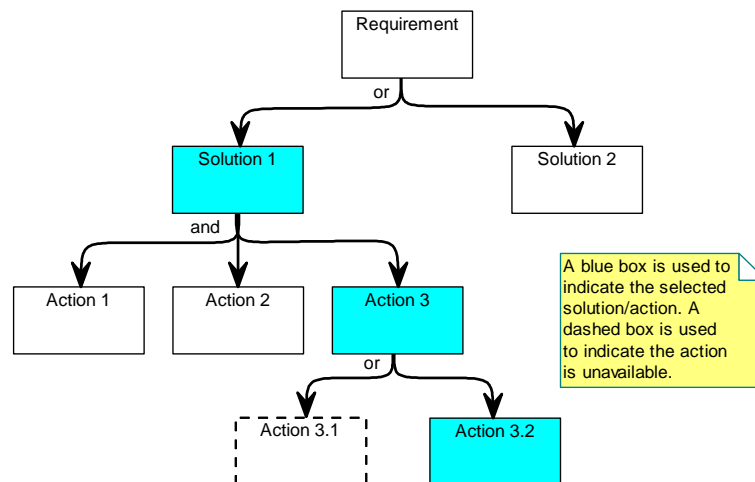 Requirement
or
Solution 1
Solution 2
and
Action 1
Action 2
Action 3
A blue box is used to
indicate the selected
solution/action. A
dashed box is used
to indicate the action
is unavailable.
or
Action 3.1
Action 3.2